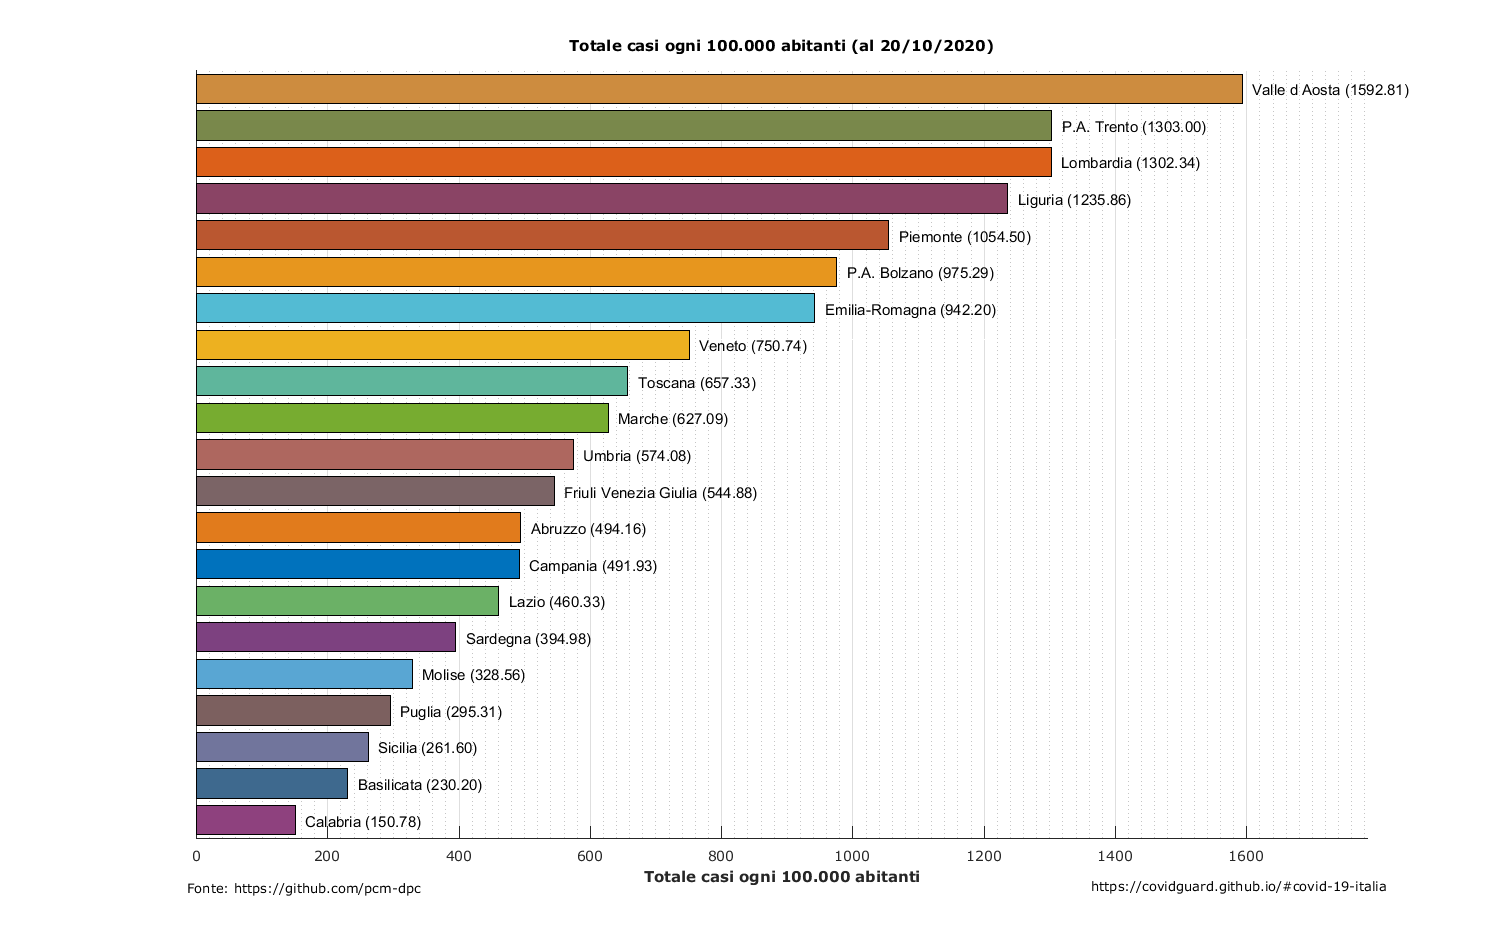 Totale casi ogni 100.000 abitanti (al 20/10/2020)
Valle d Aosta (1592.81)
P.A. Trento (1303.00)
Lombardia (1302.34)
Liguria (1235.86)
Piemonte (1054.50)
P.A. Bolzano (975.29)
Emilia-Romagna (942.20)
Veneto (750.74)
Toscana (657.33)
Marche (627.09)
Umbria (574.08)
Friuli Venezia Giulia (544.88)
Abruzzo (494.16)
Campania (491.93)
Lazio (460.33)
Sardegna (394.98)
Molise (328.56)
Puglia (295.31)
Sicilia (261.60)
Basilicata (230.20)
Calabria (150.78)
0 200 400 600 800 1000 1200 1400 1600
Totale casi ogni 100.000 abitanti
Fonte: https://github.com/pcm-dpc
https://covidguard.github.io/#covid-19-italia